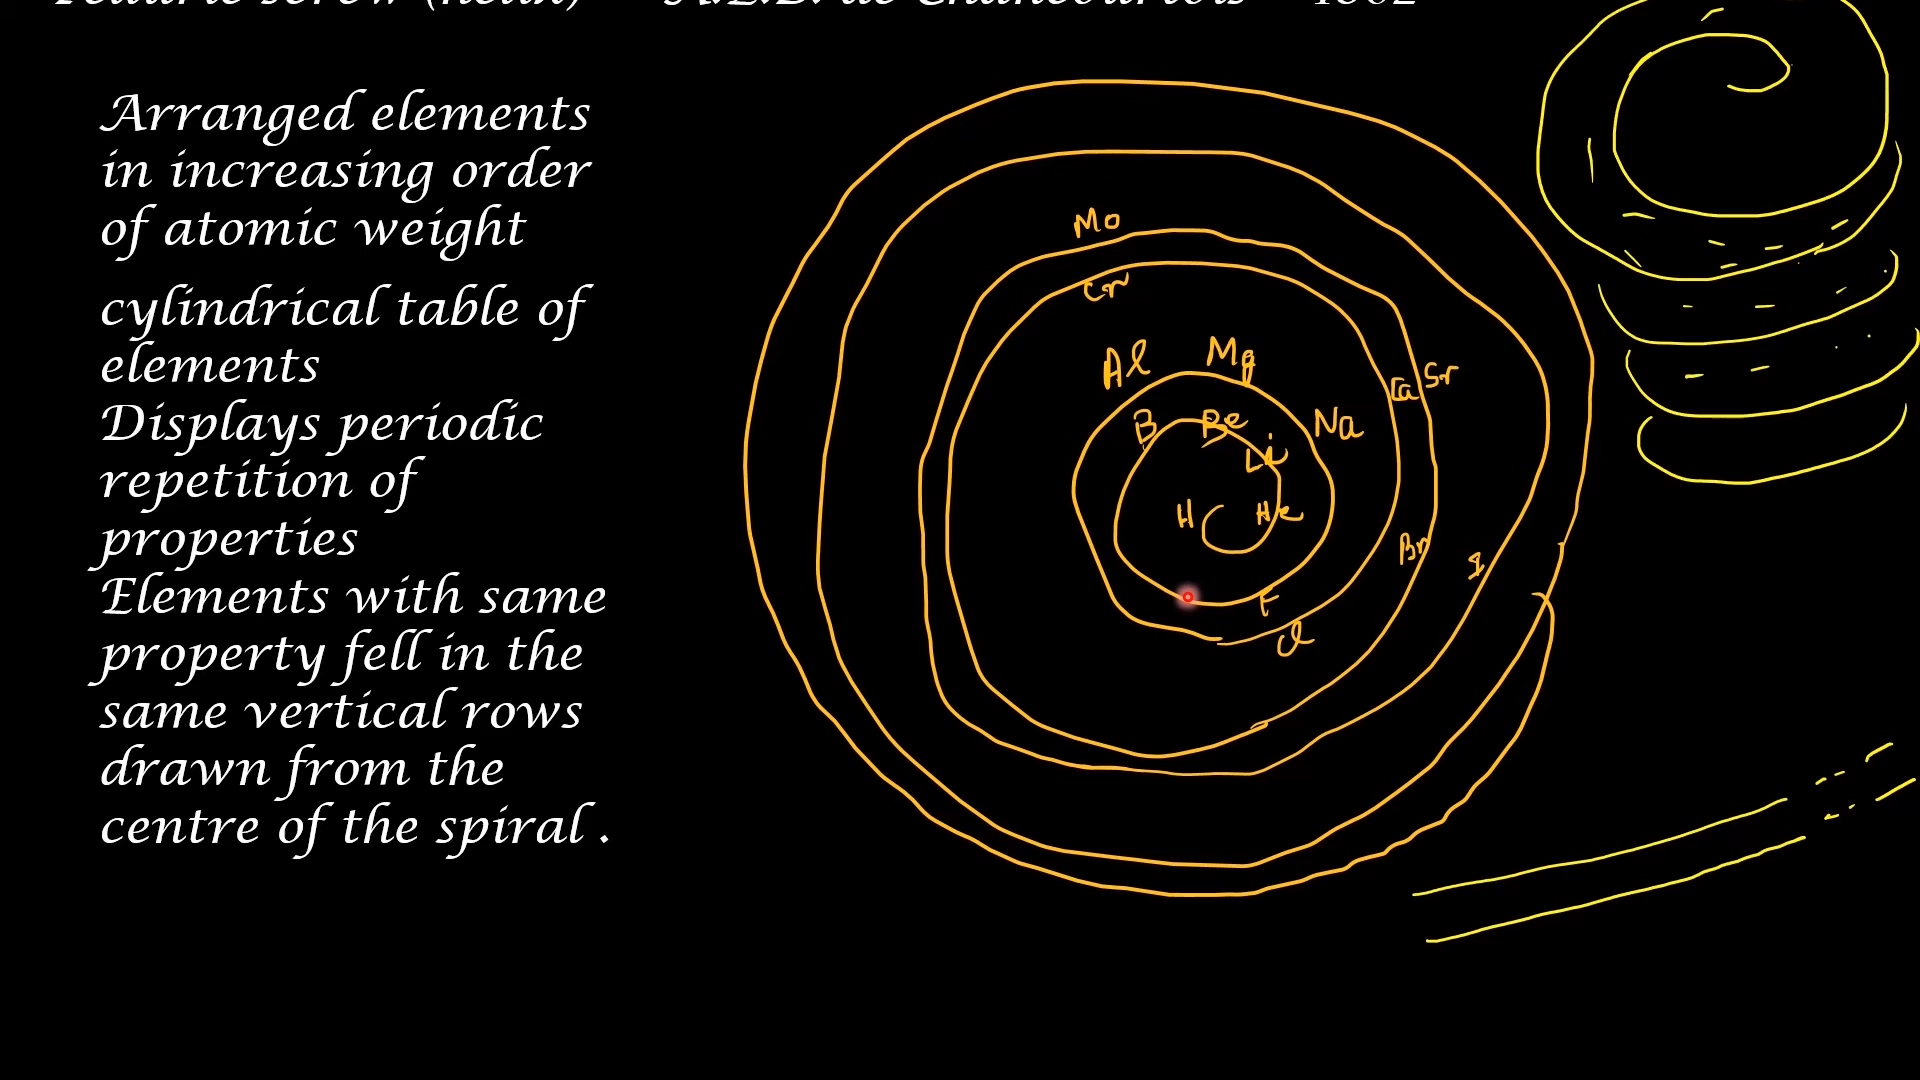 Arranged elements
in increasing order
of atomic weight
cylindrical table of
elements
Displays periodic
repetition of
properties
Elements with same
property fell in the
same vertical rows
drawn from the
centre of the spiral .
Mo
Cr
Al Mg
Ca Sr
B Be Na
Li
H He
Br
I
F
Cl